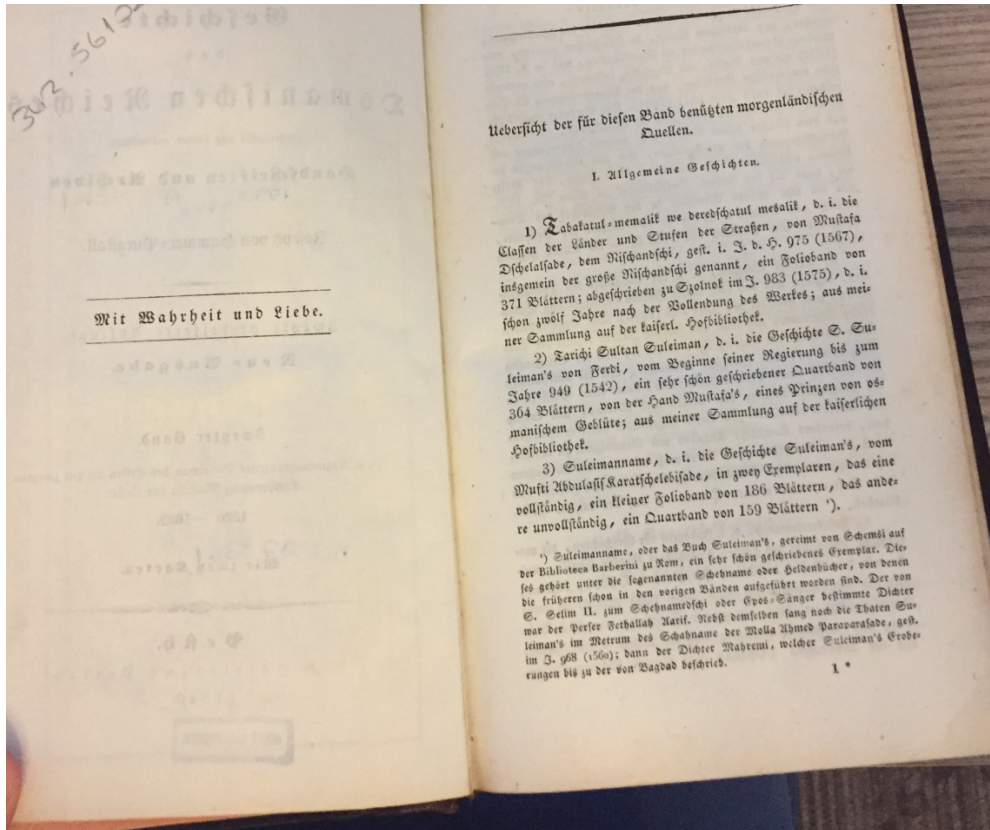 Mit Wahrheit und Liebe.
Uebersicht der für diesen Band benützten morgenländischen
Quellen.
I. Allgemeine Geschichten.
1) Tabakatul-memalik we deredschatul mesalik, d. i. die
Classen der Länder und Stufen der Straßen, von Mustafa
Dschelalsade, dem Nischandschi, gest. i. J. d. H. 975 (1567),
insgemein der große Nischandschi genannt, ein Folioband von
371 Blättern; abgeschrieben zu Szolnok im J. 983 (1575), d. i.
schon zwölf Jahre nach der Vollendung des Werkes; aus mei-
ner Sammlung auf der kaiserl. Hofbibliothek.
2) Tarichi Sultan Suleiman, d. i. die Geschichte S. Su-
leiman's von Ferdi, vom Beginne seiner Regierung bis zum
Jahre 949 (1542), ein sehr schön geschriebener Quartband von
364 Blättern, von der Hand Mustafa's, eines Prinzen von os-
manischem Geblüte; aus meiner Sammlung auf der kaiserlichen
Hofbibliothek.
3) Suleimanname, d. i. die Geschichte Suleiman's, vom
Mufti Abdulasis Karatschelebisade, in zwey Exemplaren, das eine
vollständig, ein kleiner Folioband von 186 Blättern, das ande-
re unvollständig, ein Quartband von 159 Blättern ¹).
¹) Suleimanname, oder das Buch Suleiman's, gereimt von Schemsi auf
der Biblioteca Barberini zu Rom, ein sehr schön geschriebenes Exemplar. Die-
ses gehört unter die sogenannten Schehname oder Heldenbücher, von denen
die früheren schon in den vorigen Bänden aufgeführt worden sind. Der von
S. Selim II. zum Schehnamedschi oder Epos-Sänger bestimmte Dichter
war der Perser Fethallah Aarif. Nebst demselben sang noch die Thaten Su-
leiman's im Metrum des Schahname der Molla Ahmed Paraparasade, gest.
im J. 968 (1560); dann der Dichter Mahremi, welcher Suleiman's Erobe-
rungen bis zu der von Bagdad beschrieb.
1 *